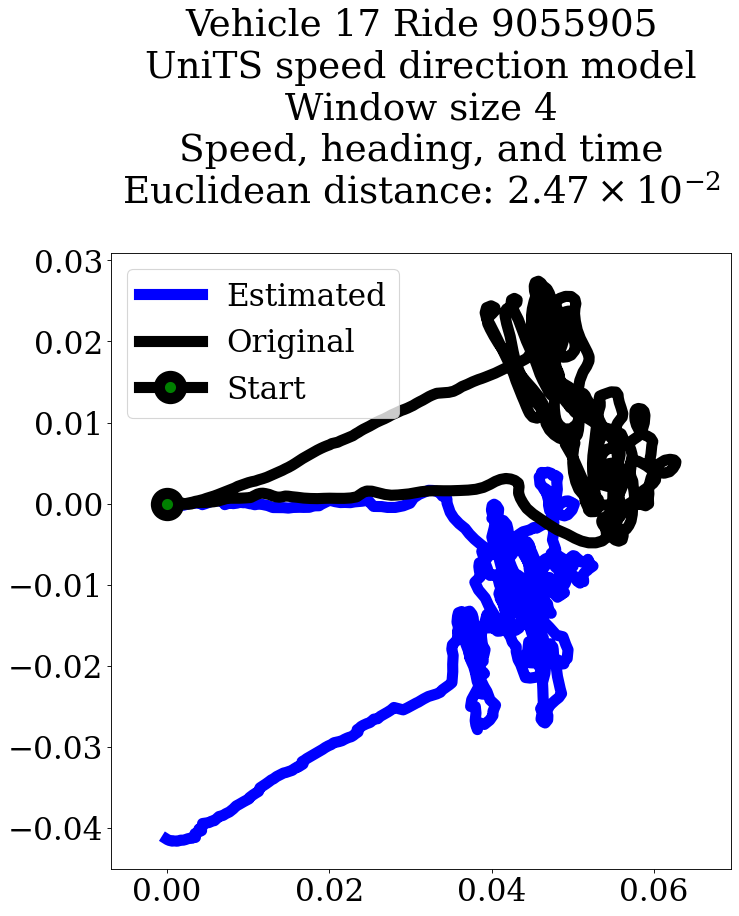 Vehicle 17 Ride 9055905
UniTS speed direction model
Window size 4
Speed, heading, and time
Euclidean distance: 2.47 × 10⁻²
0.03
0.02
0.01
0.00
−0.01
−0.02
−0.03
−0.04
Estimated
Original
Start
0.00 0.02 0.04 0.06